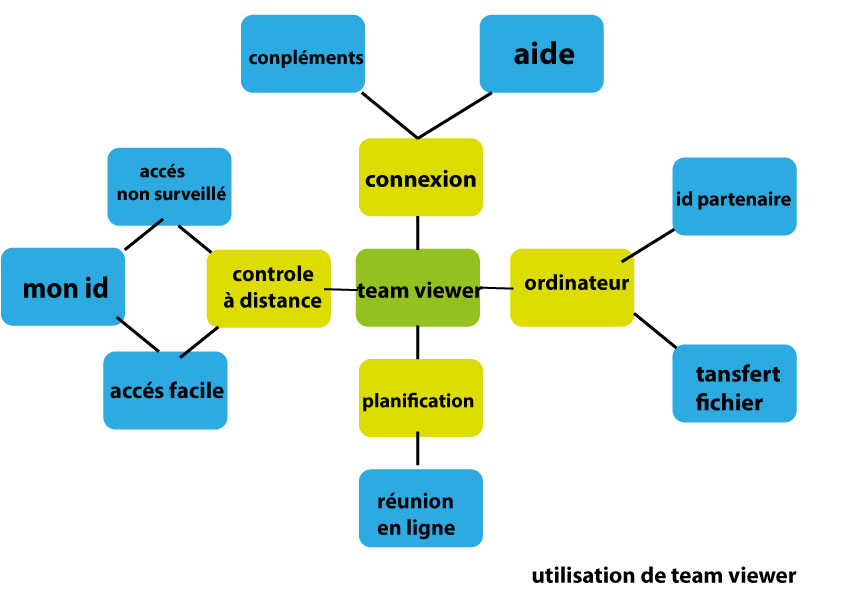 conpléments
aide
connexion
accés
non surveillé
id partenaire
mon id
controle
à distance
team viewer
ordinateur
accés facile
planification
tansfert
fichier
réunion
en ligne
utilisation de team viewer